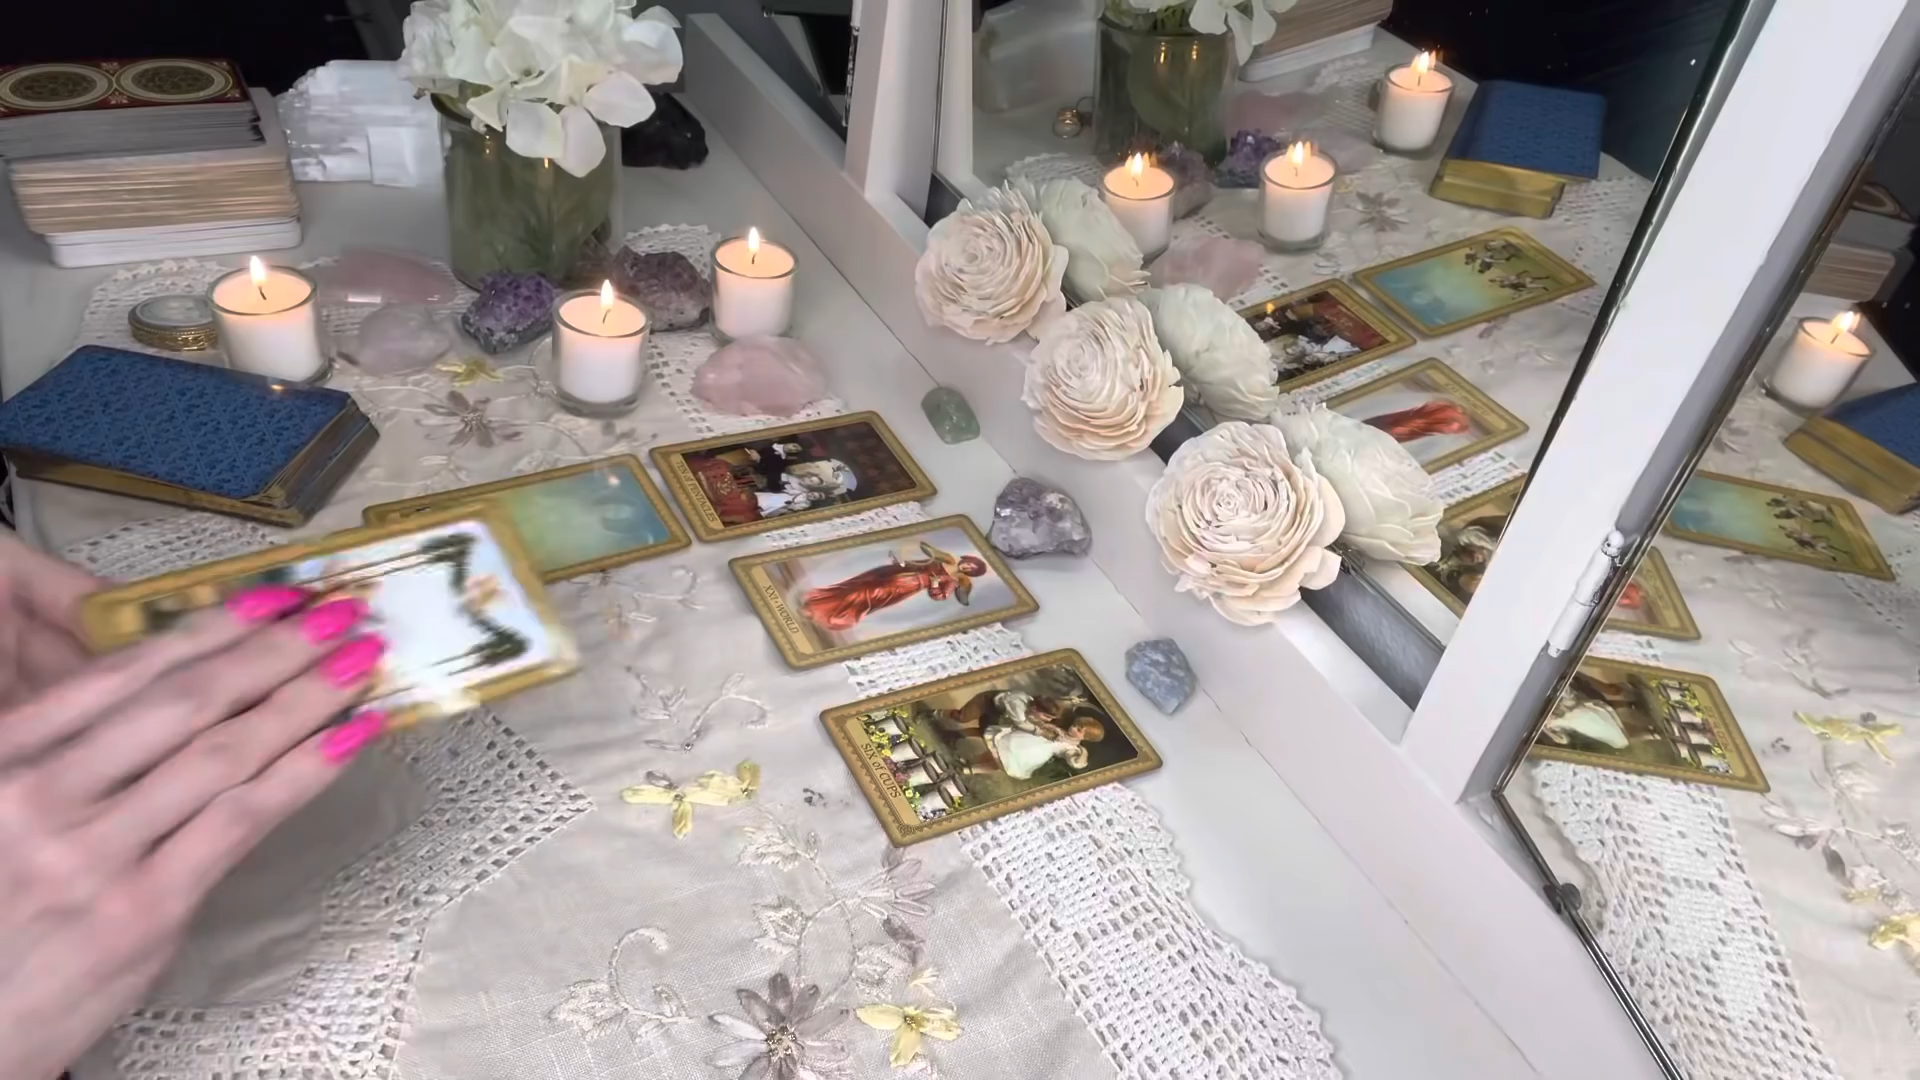 TEN of PENTACLES
XXI • WORLD
SIX of CUPS